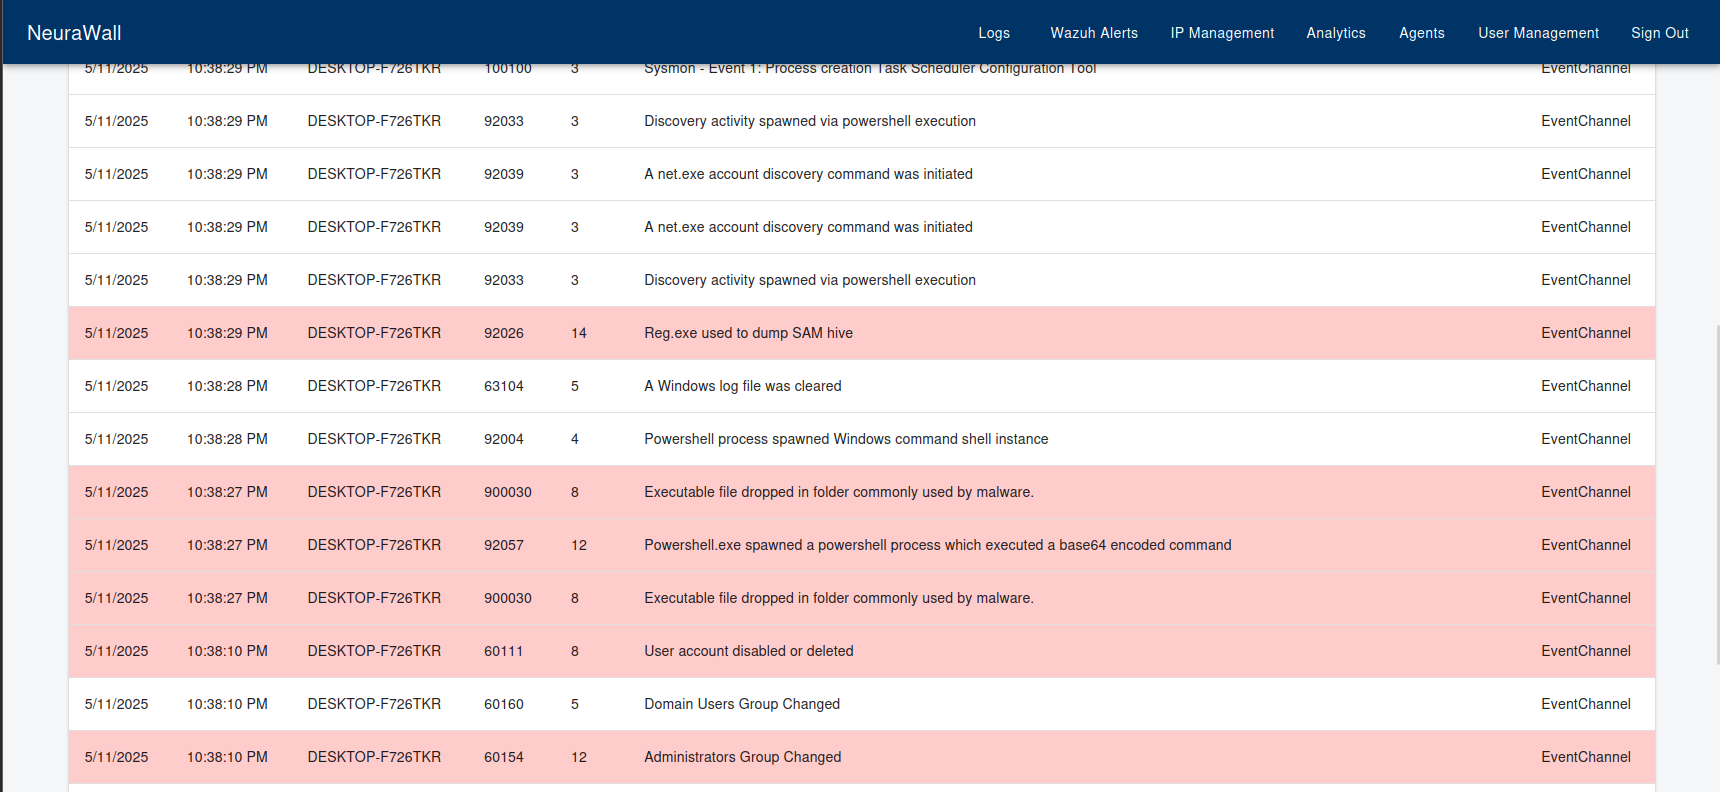 NeuraWall Logs Wazuh Alerts IP Management Analytics Agents User Management Sign Out
5/11/2025 10:38:29 PM DESKTOP-F726TKR 100100 3 Sysmon - Event 1: Process creation Task Scheduler Configuration Tool EventChannel
5/11/2025 10:38:29 PM DESKTOP-F726TKR 92033 3 Discovery activity spawned via powershell execution EventChannel
5/11/2025 10:38:29 PM DESKTOP-F726TKR 92039 3 A net.exe account discovery command was initiated EventChannel
5/11/2025 10:38:29 PM DESKTOP-F726TKR 92039 3 A net.exe account discovery command was initiated EventChannel
5/11/2025 10:38:29 PM DESKTOP-F726TKR 92033 3 Discovery activity spawned via powershell execution EventChannel
5/11/2025 10:38:29 PM DESKTOP-F726TKR 92026 14 Reg.exe used to dump SAM hive EventChannel
5/11/2025 10:38:28 PM DESKTOP-F726TKR 63104 5 A Windows log file was cleared EventChannel
5/11/2025 10:38:28 PM DESKTOP-F726TKR 92004 4 Powershell process spawned Windows command shell instance EventChannel
5/11/2025 10:38:27 PM DESKTOP-F726TKR 900030 8 Executable file dropped in folder commonly used by malware. EventChannel
5/11/2025 10:38:27 PM DESKTOP-F726TKR 92057 12 Powershell.exe spawned a powershell process which executed a base64 encoded command EventChannel
5/11/2025 10:38:27 PM DESKTOP-F726TKR 900030 8 Executable file dropped in folder commonly used by malware. EventChannel
5/11/2025 10:38:10 PM DESKTOP-F726TKR 60111 8 User account disabled or deleted EventChannel
5/11/2025 10:38:10 PM DESKTOP-F726TKR 60160 5 Domain Users Group Changed EventChannel
5/11/2025 10:38:10 PM DESKTOP-F726TKR 60154 12 Administrators Group Changed EventChannel